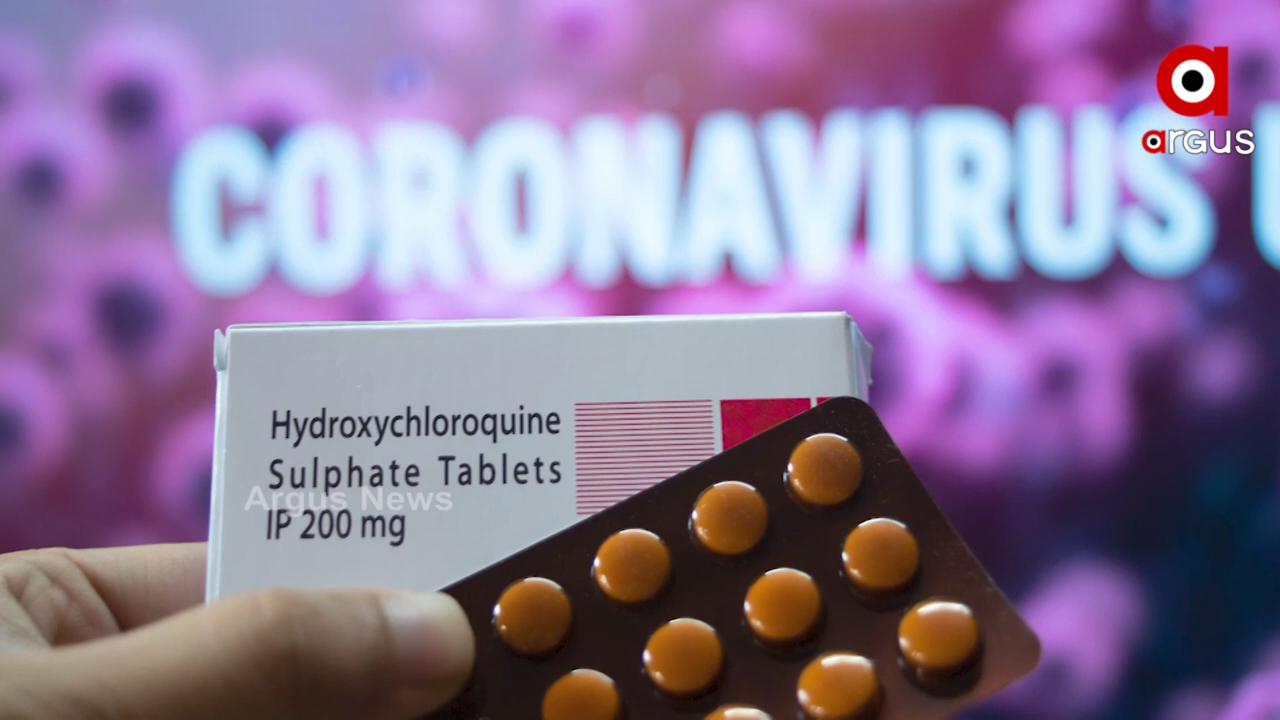 CORONAVIRUS U
argus
Hydroxychloroquine
Sulphate Tablets
Argus News
IP 200 mg